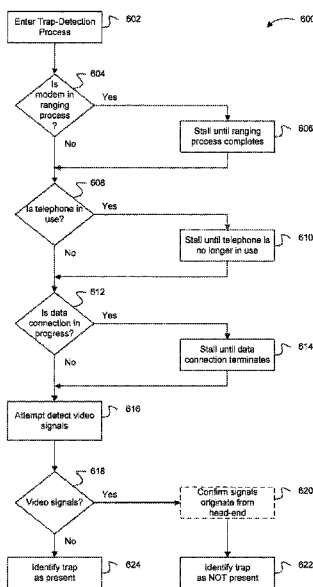 600
Enter Trap-Detection
Process
602
604
Is
modem in
ranging
process
?
Yes
No
Stall until ranging
process completes
606
608
Is telephone in
use?
Yes
No
Stall until telephone is
no longer in use
610
612
Is data
connection in
progress?
Yes
No
Stall until data
connection terminates
614
Attempt detect video
signals
616
618
Video signals?
Yes
No
Confirm signals
originate from
head-end
620
Identify trap
as present
624
Identify trap
as NOT present
622